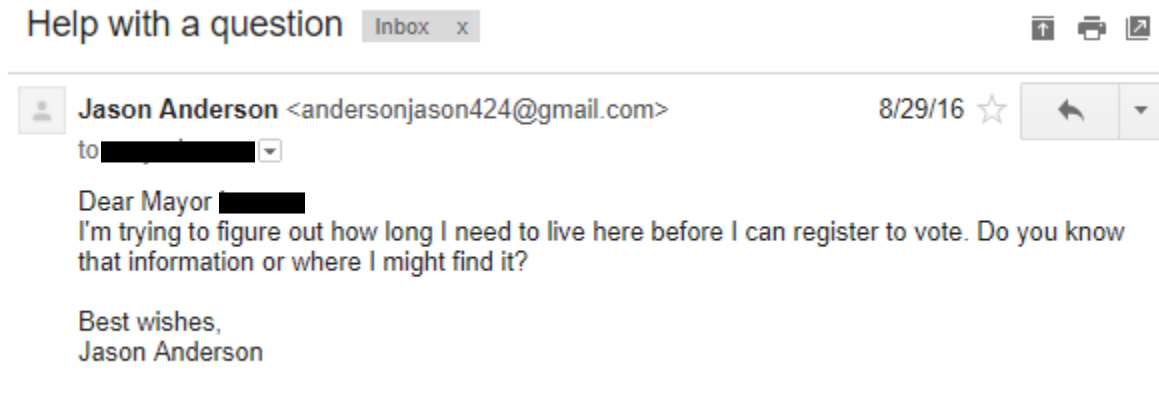 Help with a question Inbox x
Jason Anderson <andersonjason424@gmail.com> 8/29/16
to
Dear Mayor
I'm trying to figure out how long I need to live here before I can register to vote. Do you know
that information or where I might find it?
Best wishes,
Jason Anderson